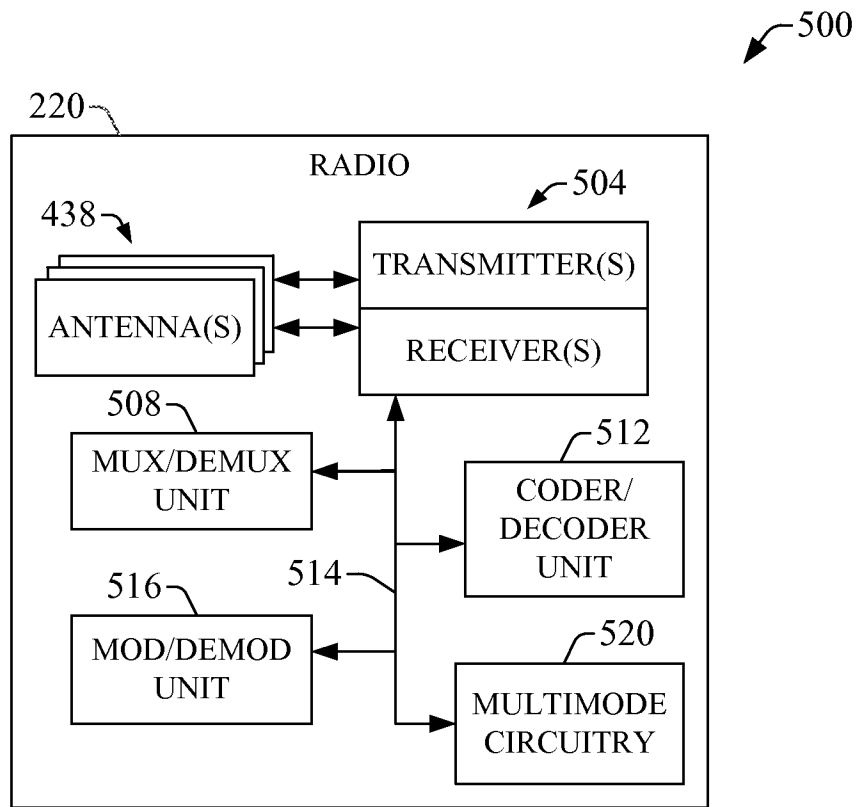 500
220
RADIO
504
438
TRANSMITTER(S)
ANTENNA(S)
RECEIVER(S)
508
MUX/DEMUX
UNIT
512
CODER/
DECODER
UNIT
514
516
MOD/DEMOD
UNIT
520
MULTIMODE
CIRCUITRY